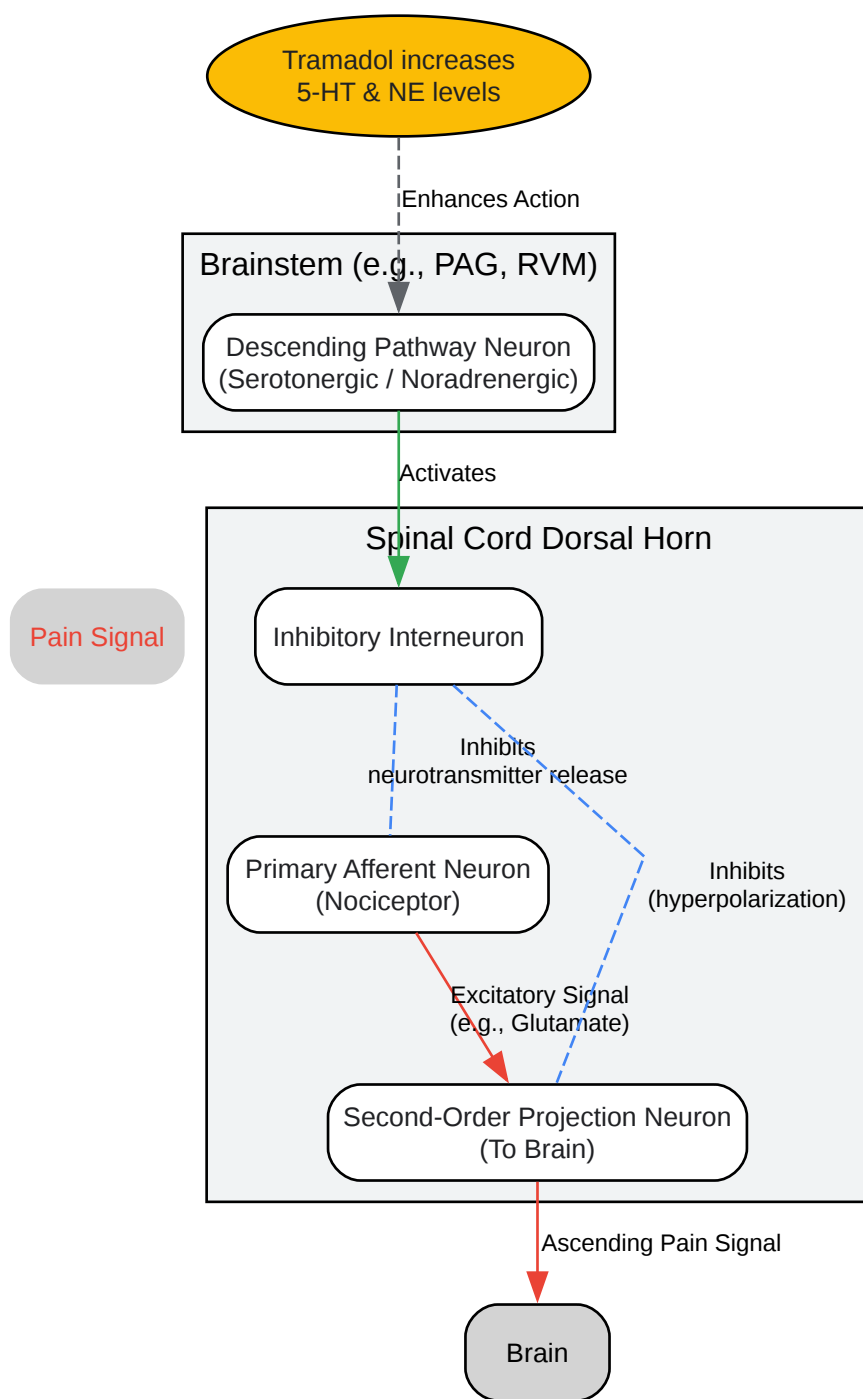 Tramadol increases
5-HT & NE levels
Enhances Action
Brainstem (e.g., PAG, RVM)
Descending Pathway Neuron
(Serotonergic / Noradrenergic)
Activates
Spinal Cord Dorsal Horn
Pain Signal
Inhibitory Interneuron
Inhibits
neurotransmitter release
Primary Afferent Neuron
(Nociceptor)
Inhibits
(hyperpolarization)
Excitatory Signal
(e.g., Glutamate)
Second-Order Projection Neuron
(To Brain)
Ascending Pain Signal
Brain